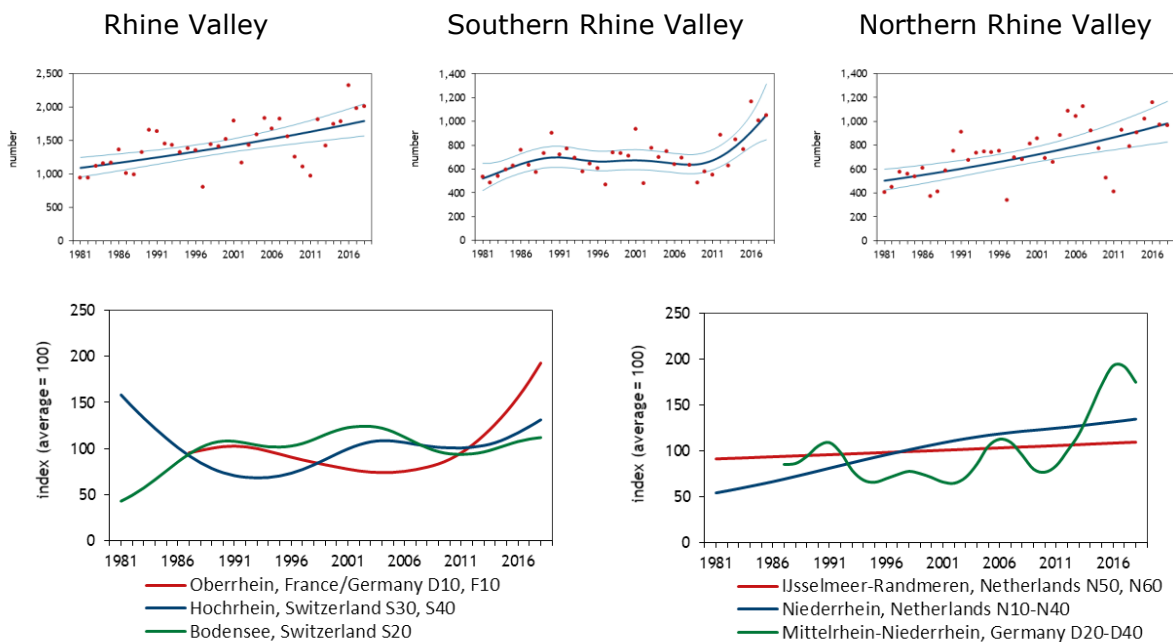 Rhine Valley
Southern Rhine Valley
Northern Rhine Valley
number
2,500
2,000
1,500
1,000
500
0
1981 1986 1991 1996 2001 2006 2011 2016
number
1,400
1,200
1,000
800
600
400
200
0
1981 1986 1991 1996 2001 2006 2011 2016
number
1,400
1,200
1,000
800
600
400
200
0
1981 1986 1991 1996 2001 2006 2011 2016
index (average = 100)
250
200
150
100
50
0
1981 1986 1991 1996 2001 2006 2011 2016
Oberrhein, France/Germany D10, F10
Hochrhein, Switzerland S30, S40
Bodensee, Switzerland S20
index (average = 100)
250
200
150
100
50
0
1981 1986 1991 1996 2001 2006 2011 2016
IJsselmeer-Randmeren, Netherlands N50, N60
Niederrhein, Netherlands N10-N40
Mittelrhein-Niederrhein, Germany D20-D40